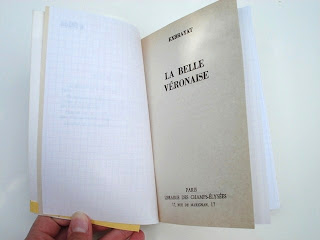 EXBRAYAT
LA BELLE
VÉRONAISE
PARIS
LIBRAIRIE DES CHAMPS-ÉLYSÉES
17, RUE DE MARIGNAN, 17